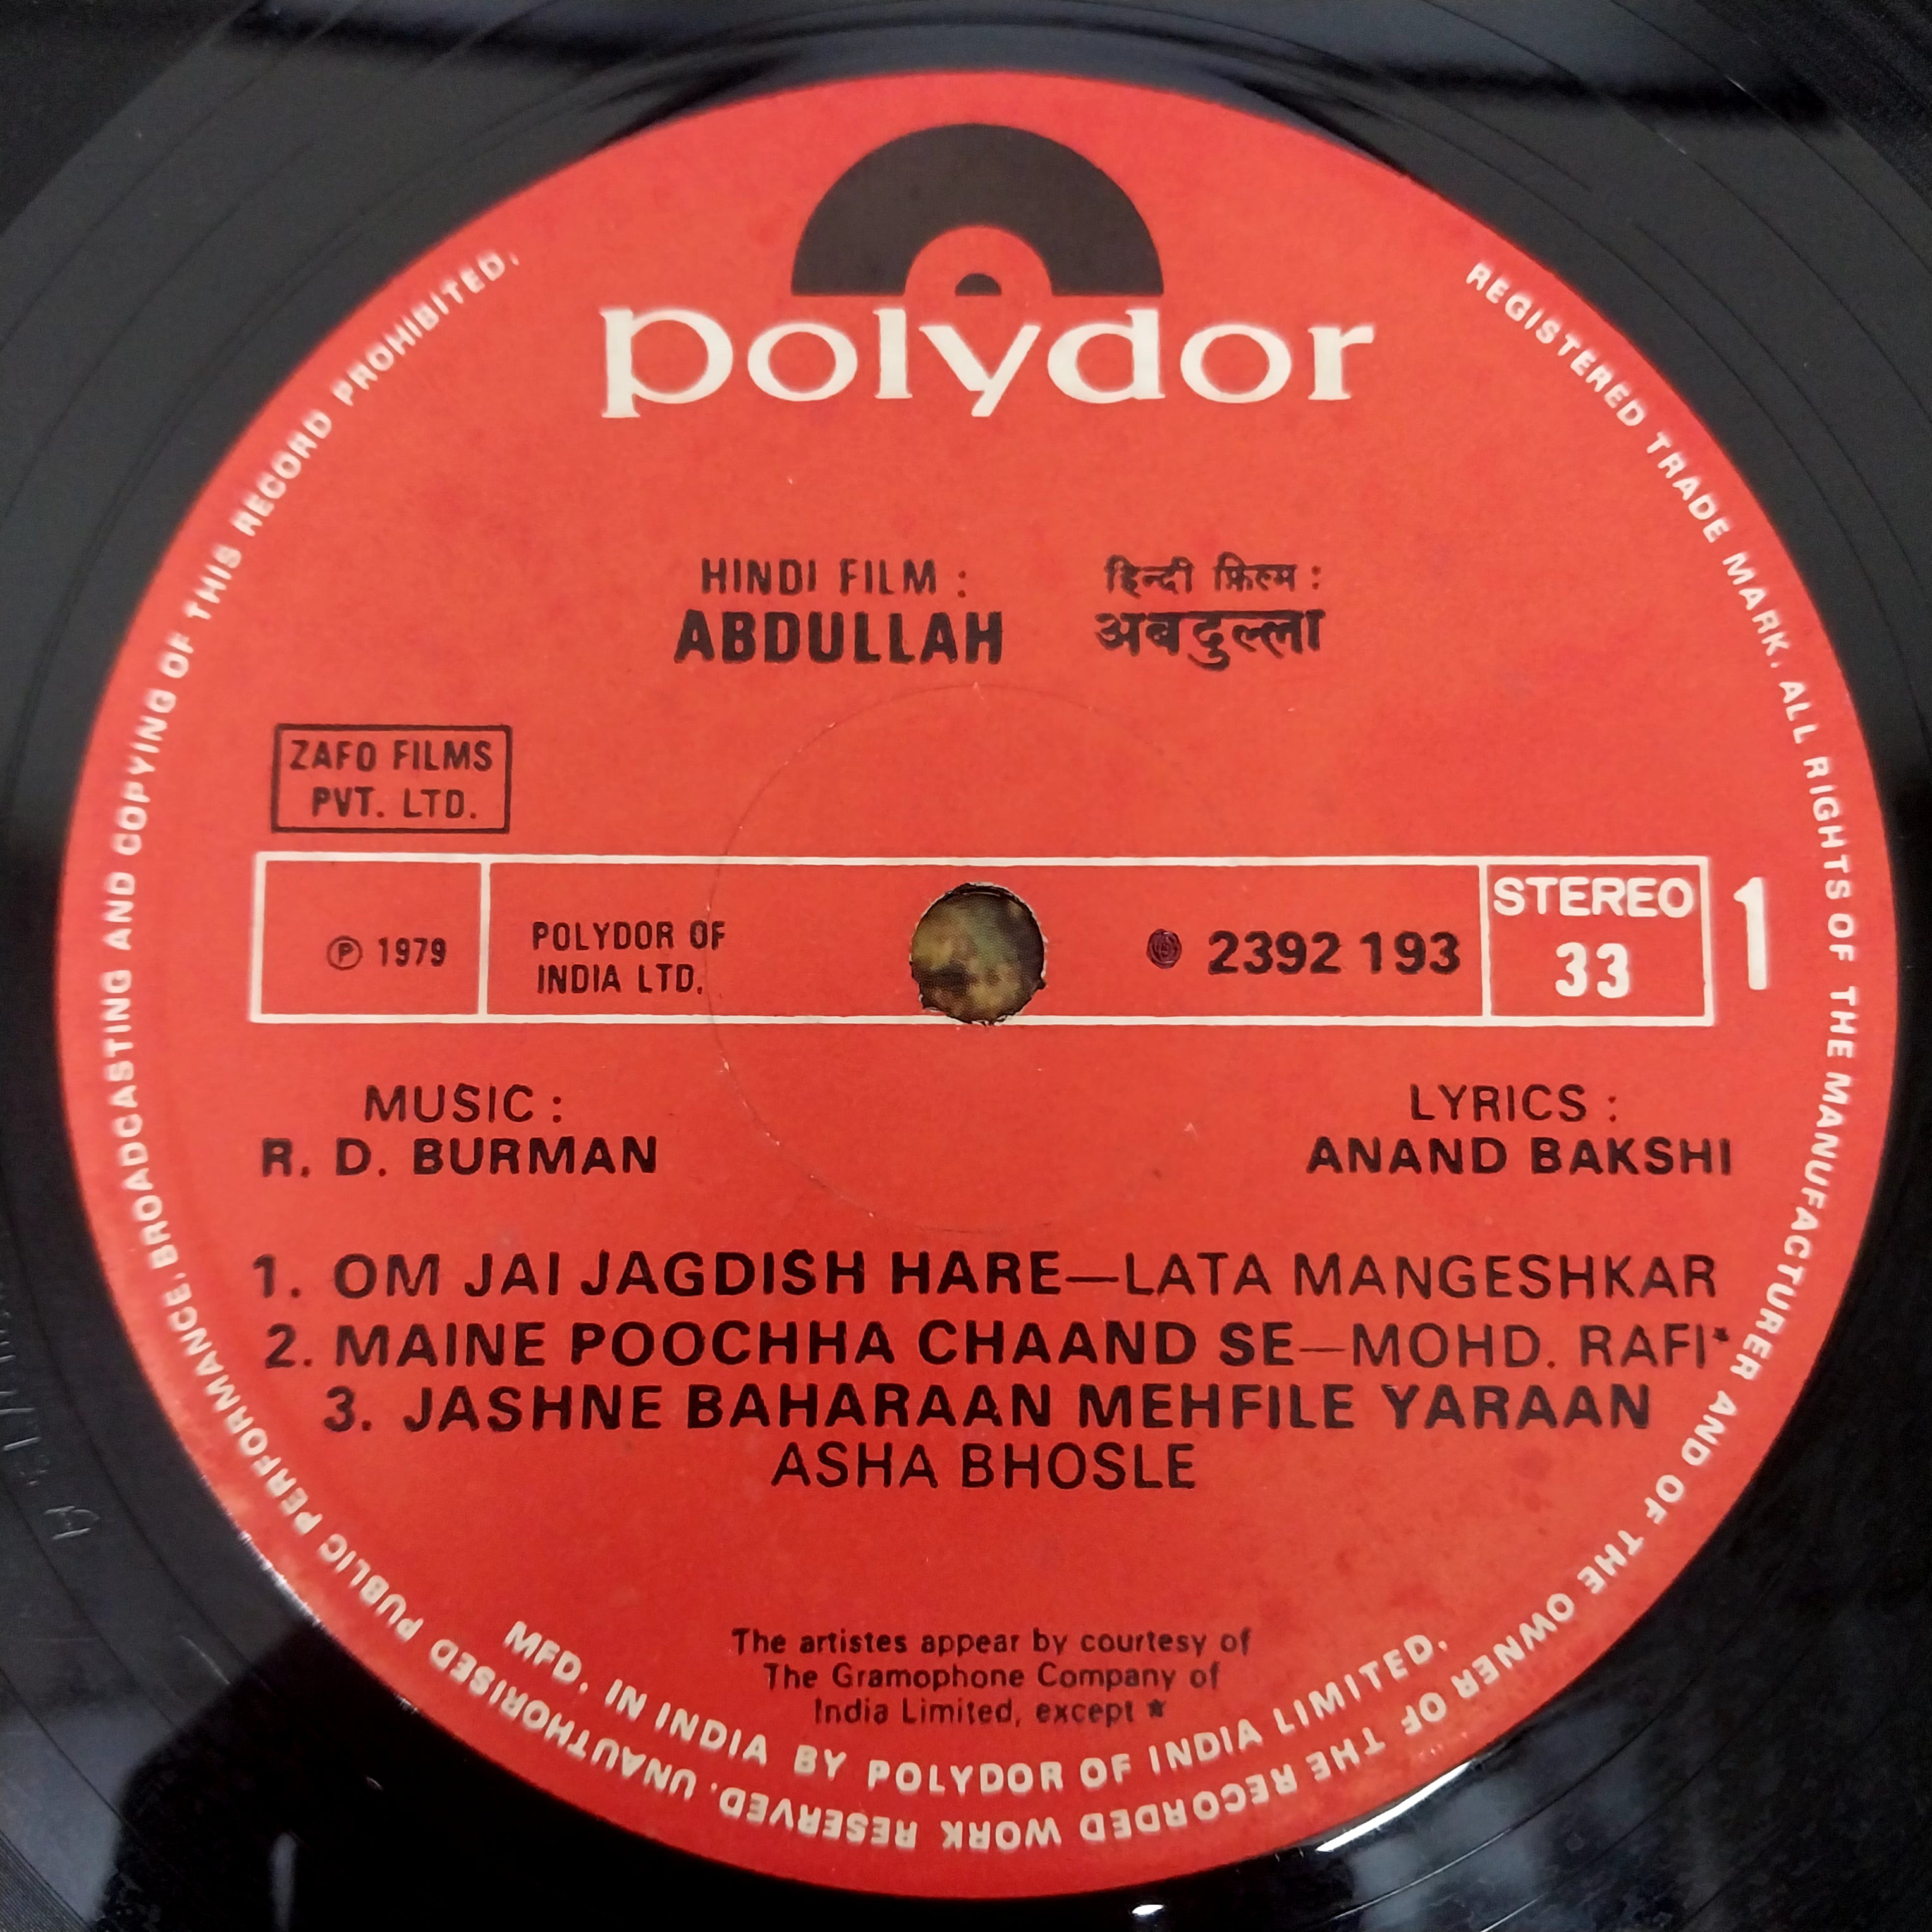 polydor
HINDI FILM :
ABDULLAH
हिन्दी फ़िल्म :
अबदुल्ला
ZAFO FILMS
PVT. LTD.
℗ 1979
POLYDOR OF
INDIA LTD.
2392 193
STEREO
33
1
MUSIC :
R. D. BURMAN
LYRICS :
ANAND BAKSHI
1. OM JAI JAGDISH HARE—LATA MANGESHKAR
2. MAINE POOCHHA CHAAND SE—MOHD. RAFI*
3. JASHNE BAHARAAN MEHFILE YARAAN
ASHA BHOSLE
The artistes appear by courtesy of
The Gramophone Company of
India Limited, except *
MFD. IN INDIA BY POLYDOR OF INDIA LIMITED.
REGISTERED TRADE MARK. ALL RIGHTS OF THE MANUFACTURER AND OF THE OWNER OF THE RECORDED WORK RESERVED. UNAUTHORISED PUBLIC PERFORMANCE, BROADCASTING AND COPYING OF THIS RECORD PROHIBITED.